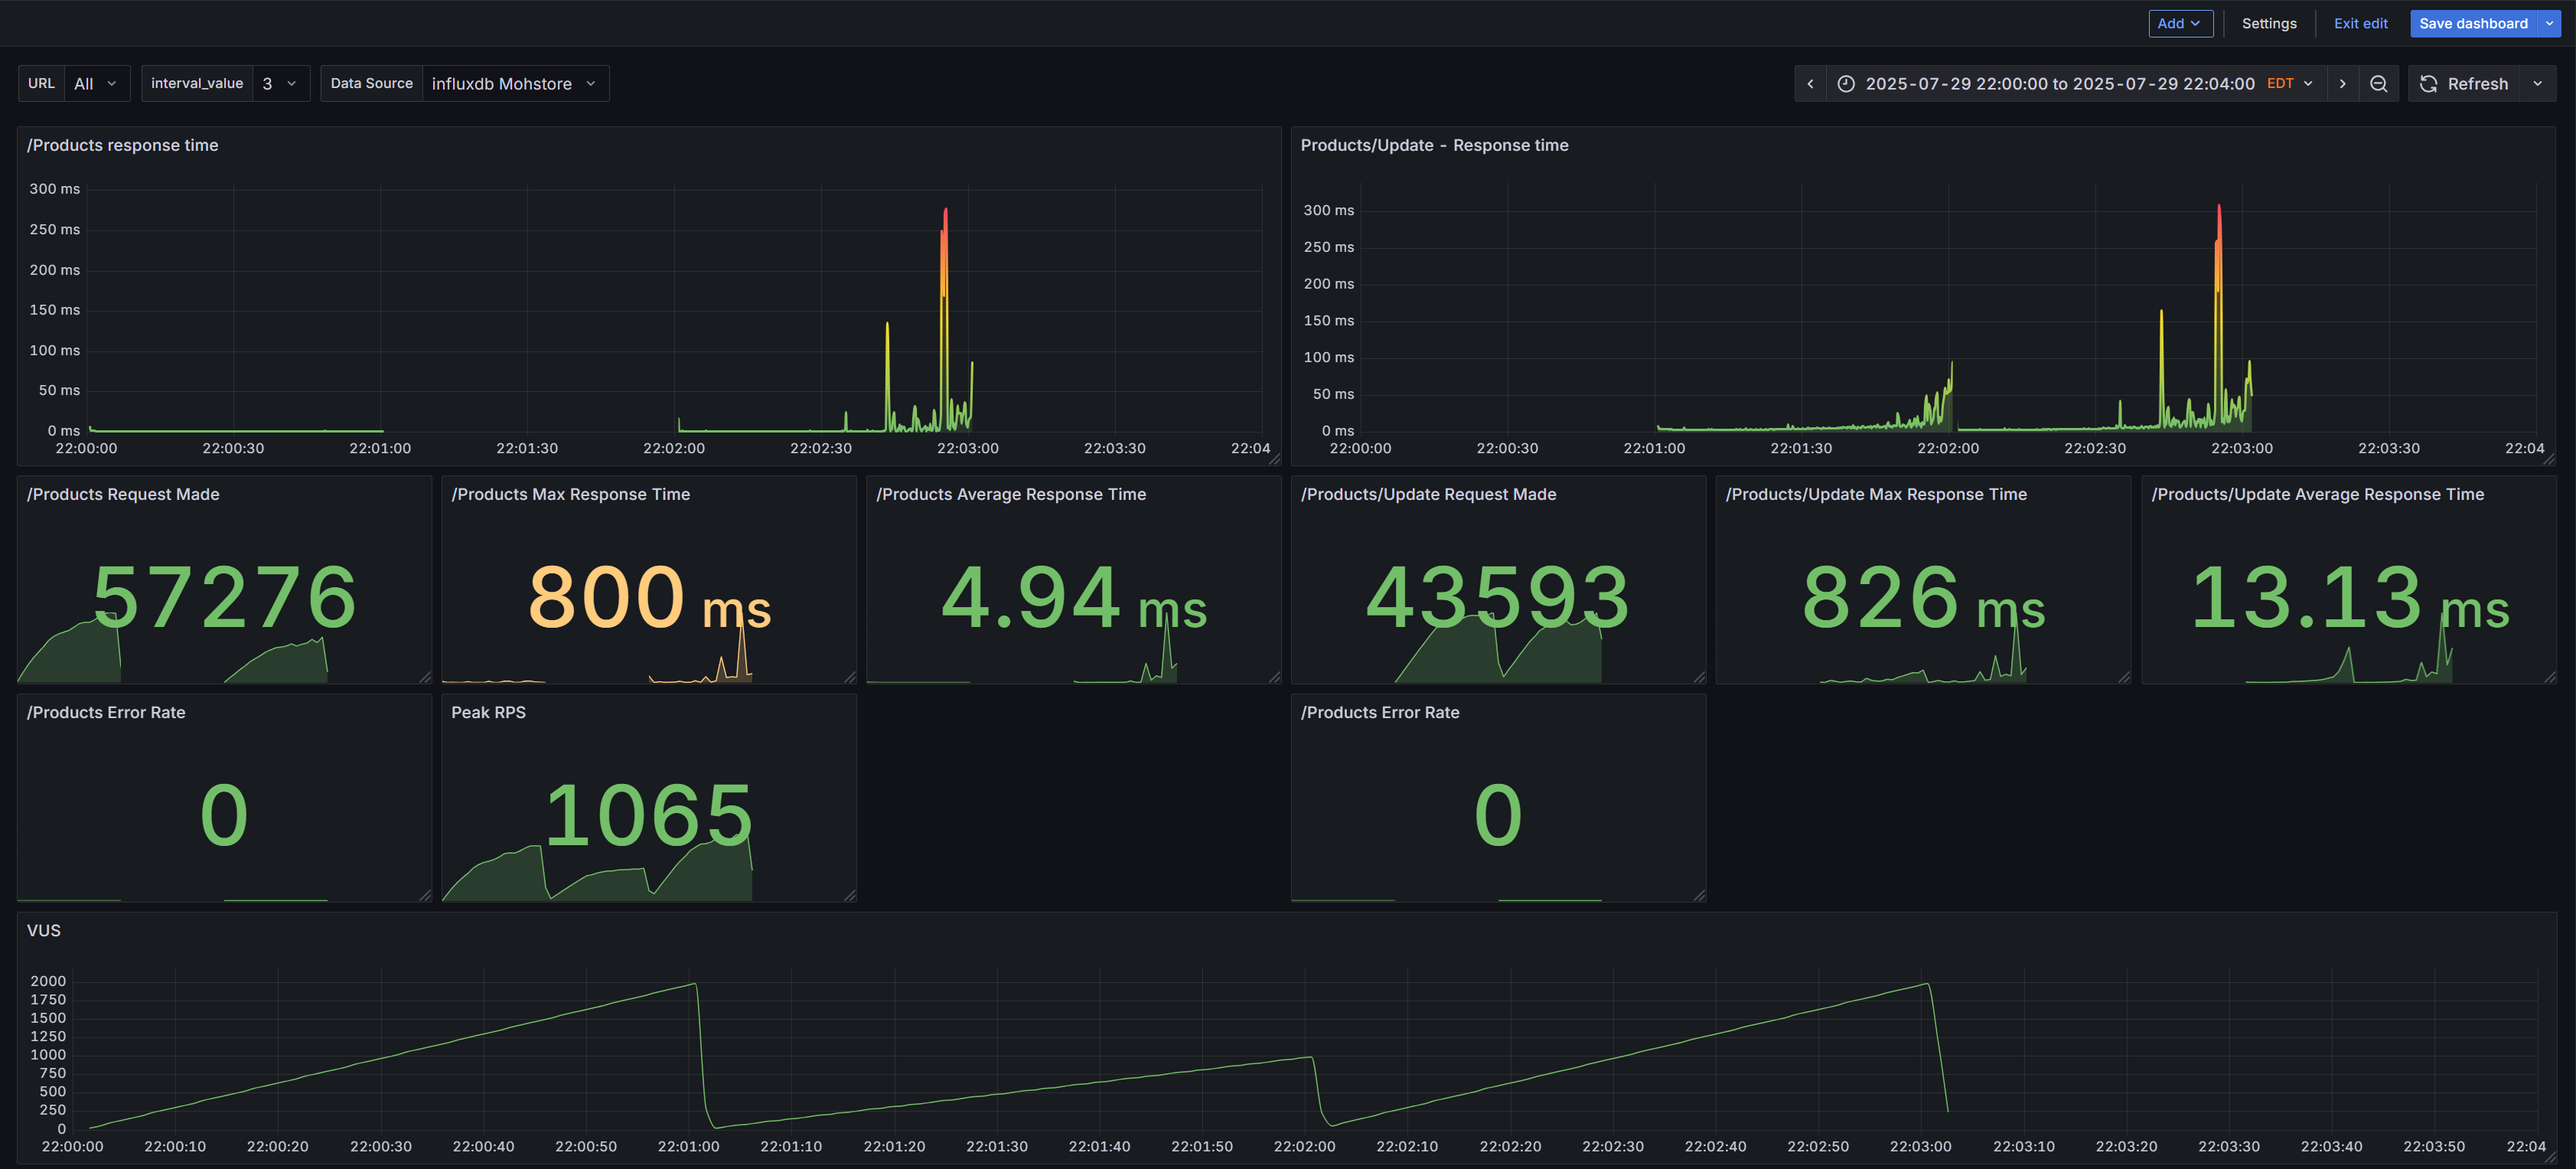 Add
Settings
Exit edit
Save dashboard
URL All
interval_value 3
Data Source influxdb Mohstore
2025-07-29 22:00:00 to 2025-07-29 22:04:00 EDT
Refresh
/Products response time
300 ms
250 ms
200 ms
150 ms
100 ms
50 ms
0 ms
22:00:00 22:00:30 22:01:00 22:01:30 22:02:00 22:02:30 22:03:00 22:03:30 22:04
Products/Update - Response time
300 ms
250 ms
200 ms
150 ms
100 ms
50 ms
0 ms
22:00:00 22:00:30 22:01:00 22:01:30 22:02:00 22:02:30 22:03:00 22:03:30 22:04
/Products Request Made
57276
/Products Max Response Time
800 ms
/Products Average Response Time
4.94 ms
/Products/Update Request Made
43593
/Products/Update Max Response Time
826 ms
/Products/Update Average Response Time
13.13 ms
/Products Error Rate
0
Peak RPS
1065
/Products Error Rate
0
VUS
2000
1750
1500
1250
1000
750
500
250
0
22:00:00 22:00:10 22:00:20 22:00:30 22:00:40 22:00:50 22:01:00 22:01:10 22:01:20 22:01:30 22:01:40 22:01:50 22:02:00 22:02:10 22:02:20 22:02:30 22:02:40 22:02:50 22:03:00 22:03:10 22:03:20 22:03:30 22:03:40 22:03:50 22:04